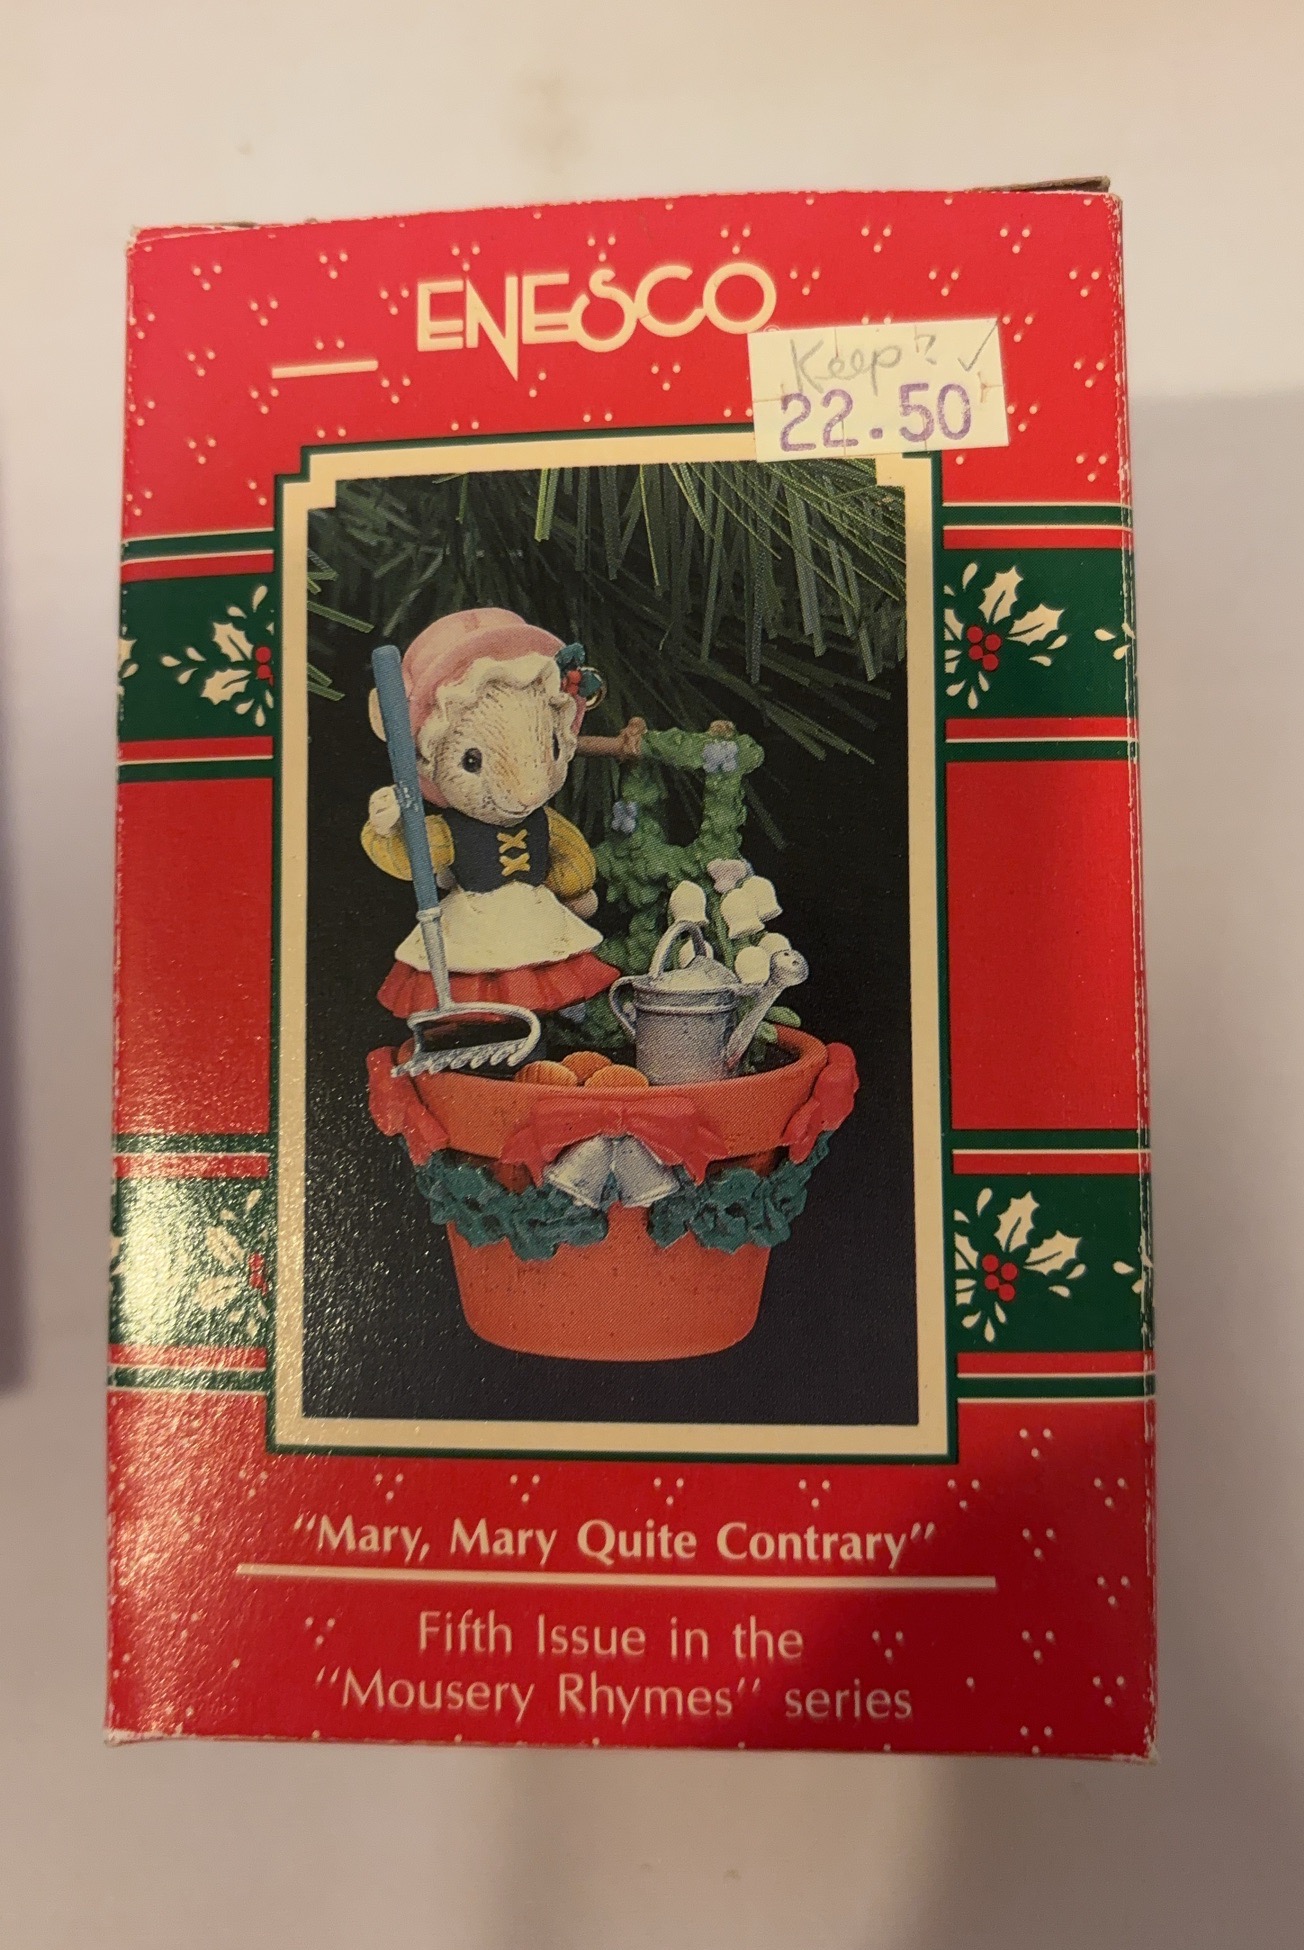 ENESCO®
Keep? ✓
22.50
"Mary, Mary Quite Contrary"
Fifth Issue in the
"Mousery Rhymes" series